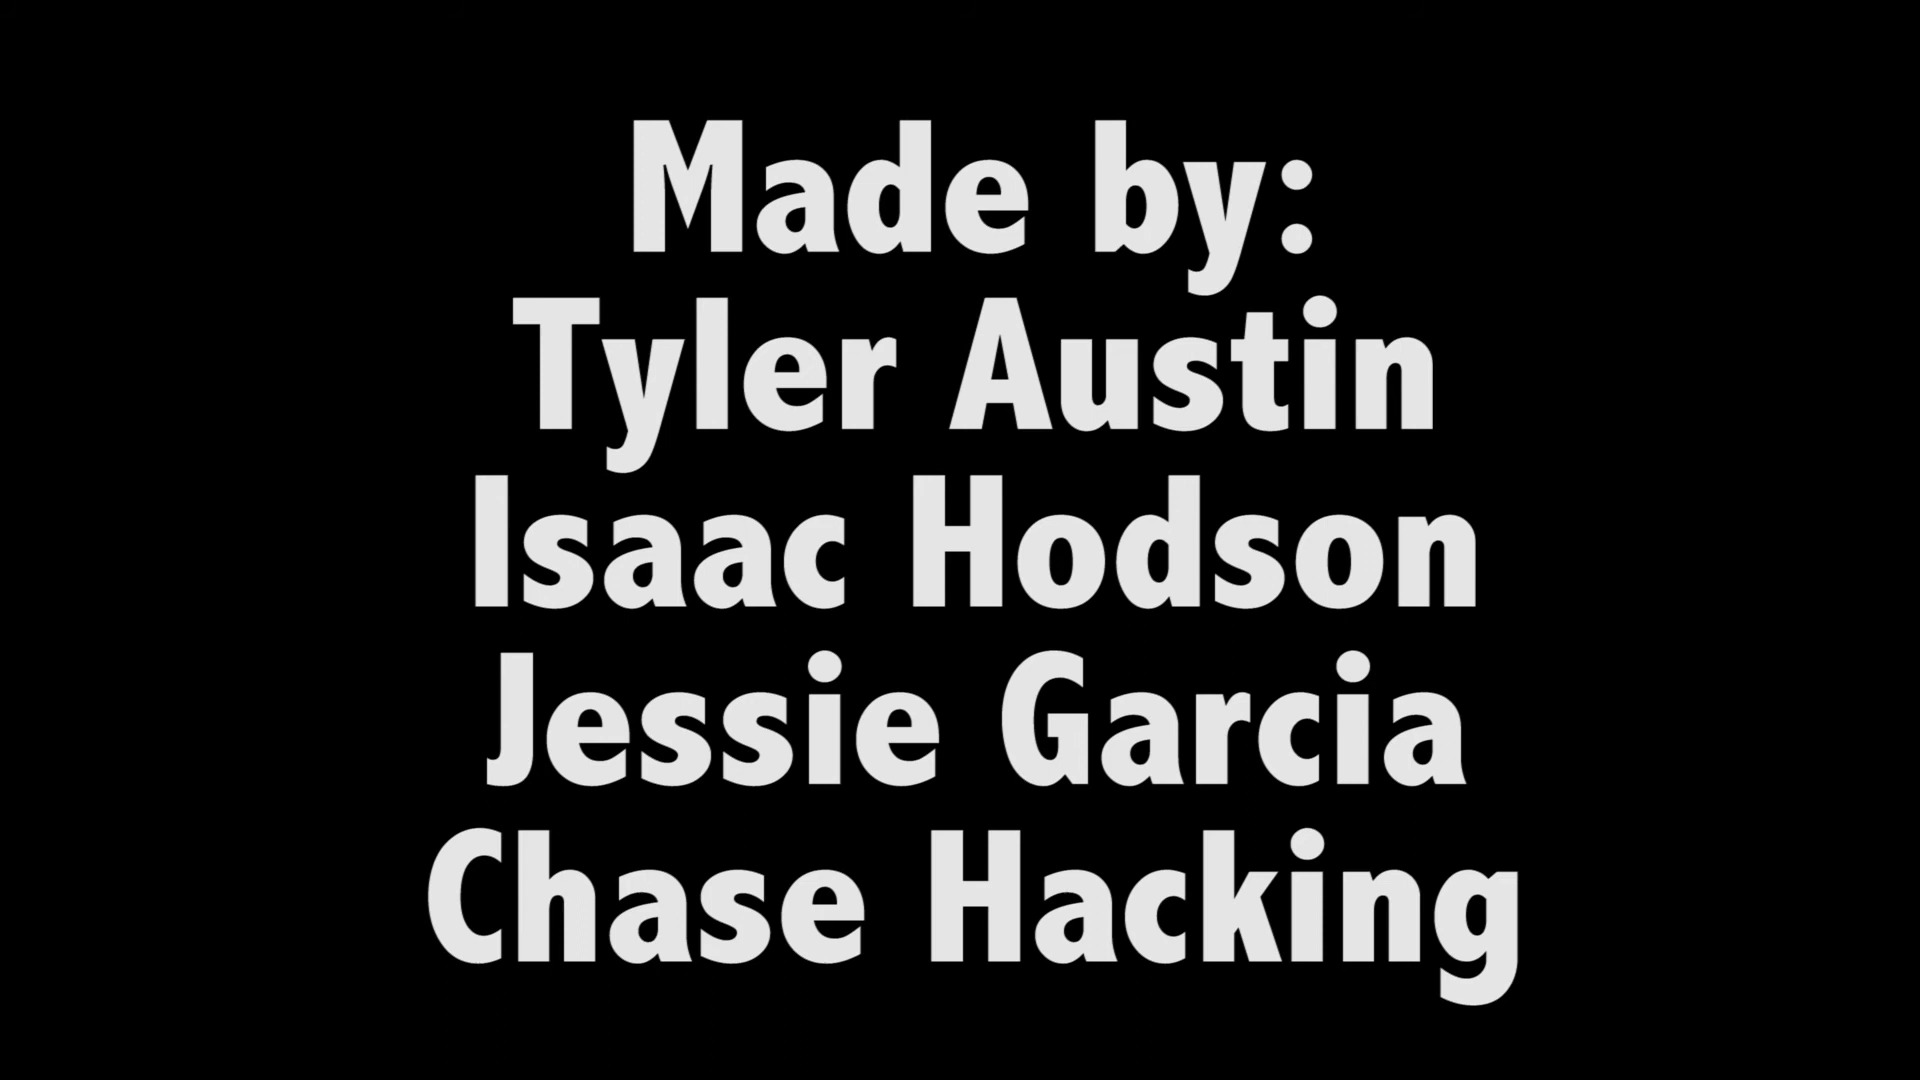 Made by:
Tyler Austin
Isaac Hodson
Jessie Garcia
Chase Hacking